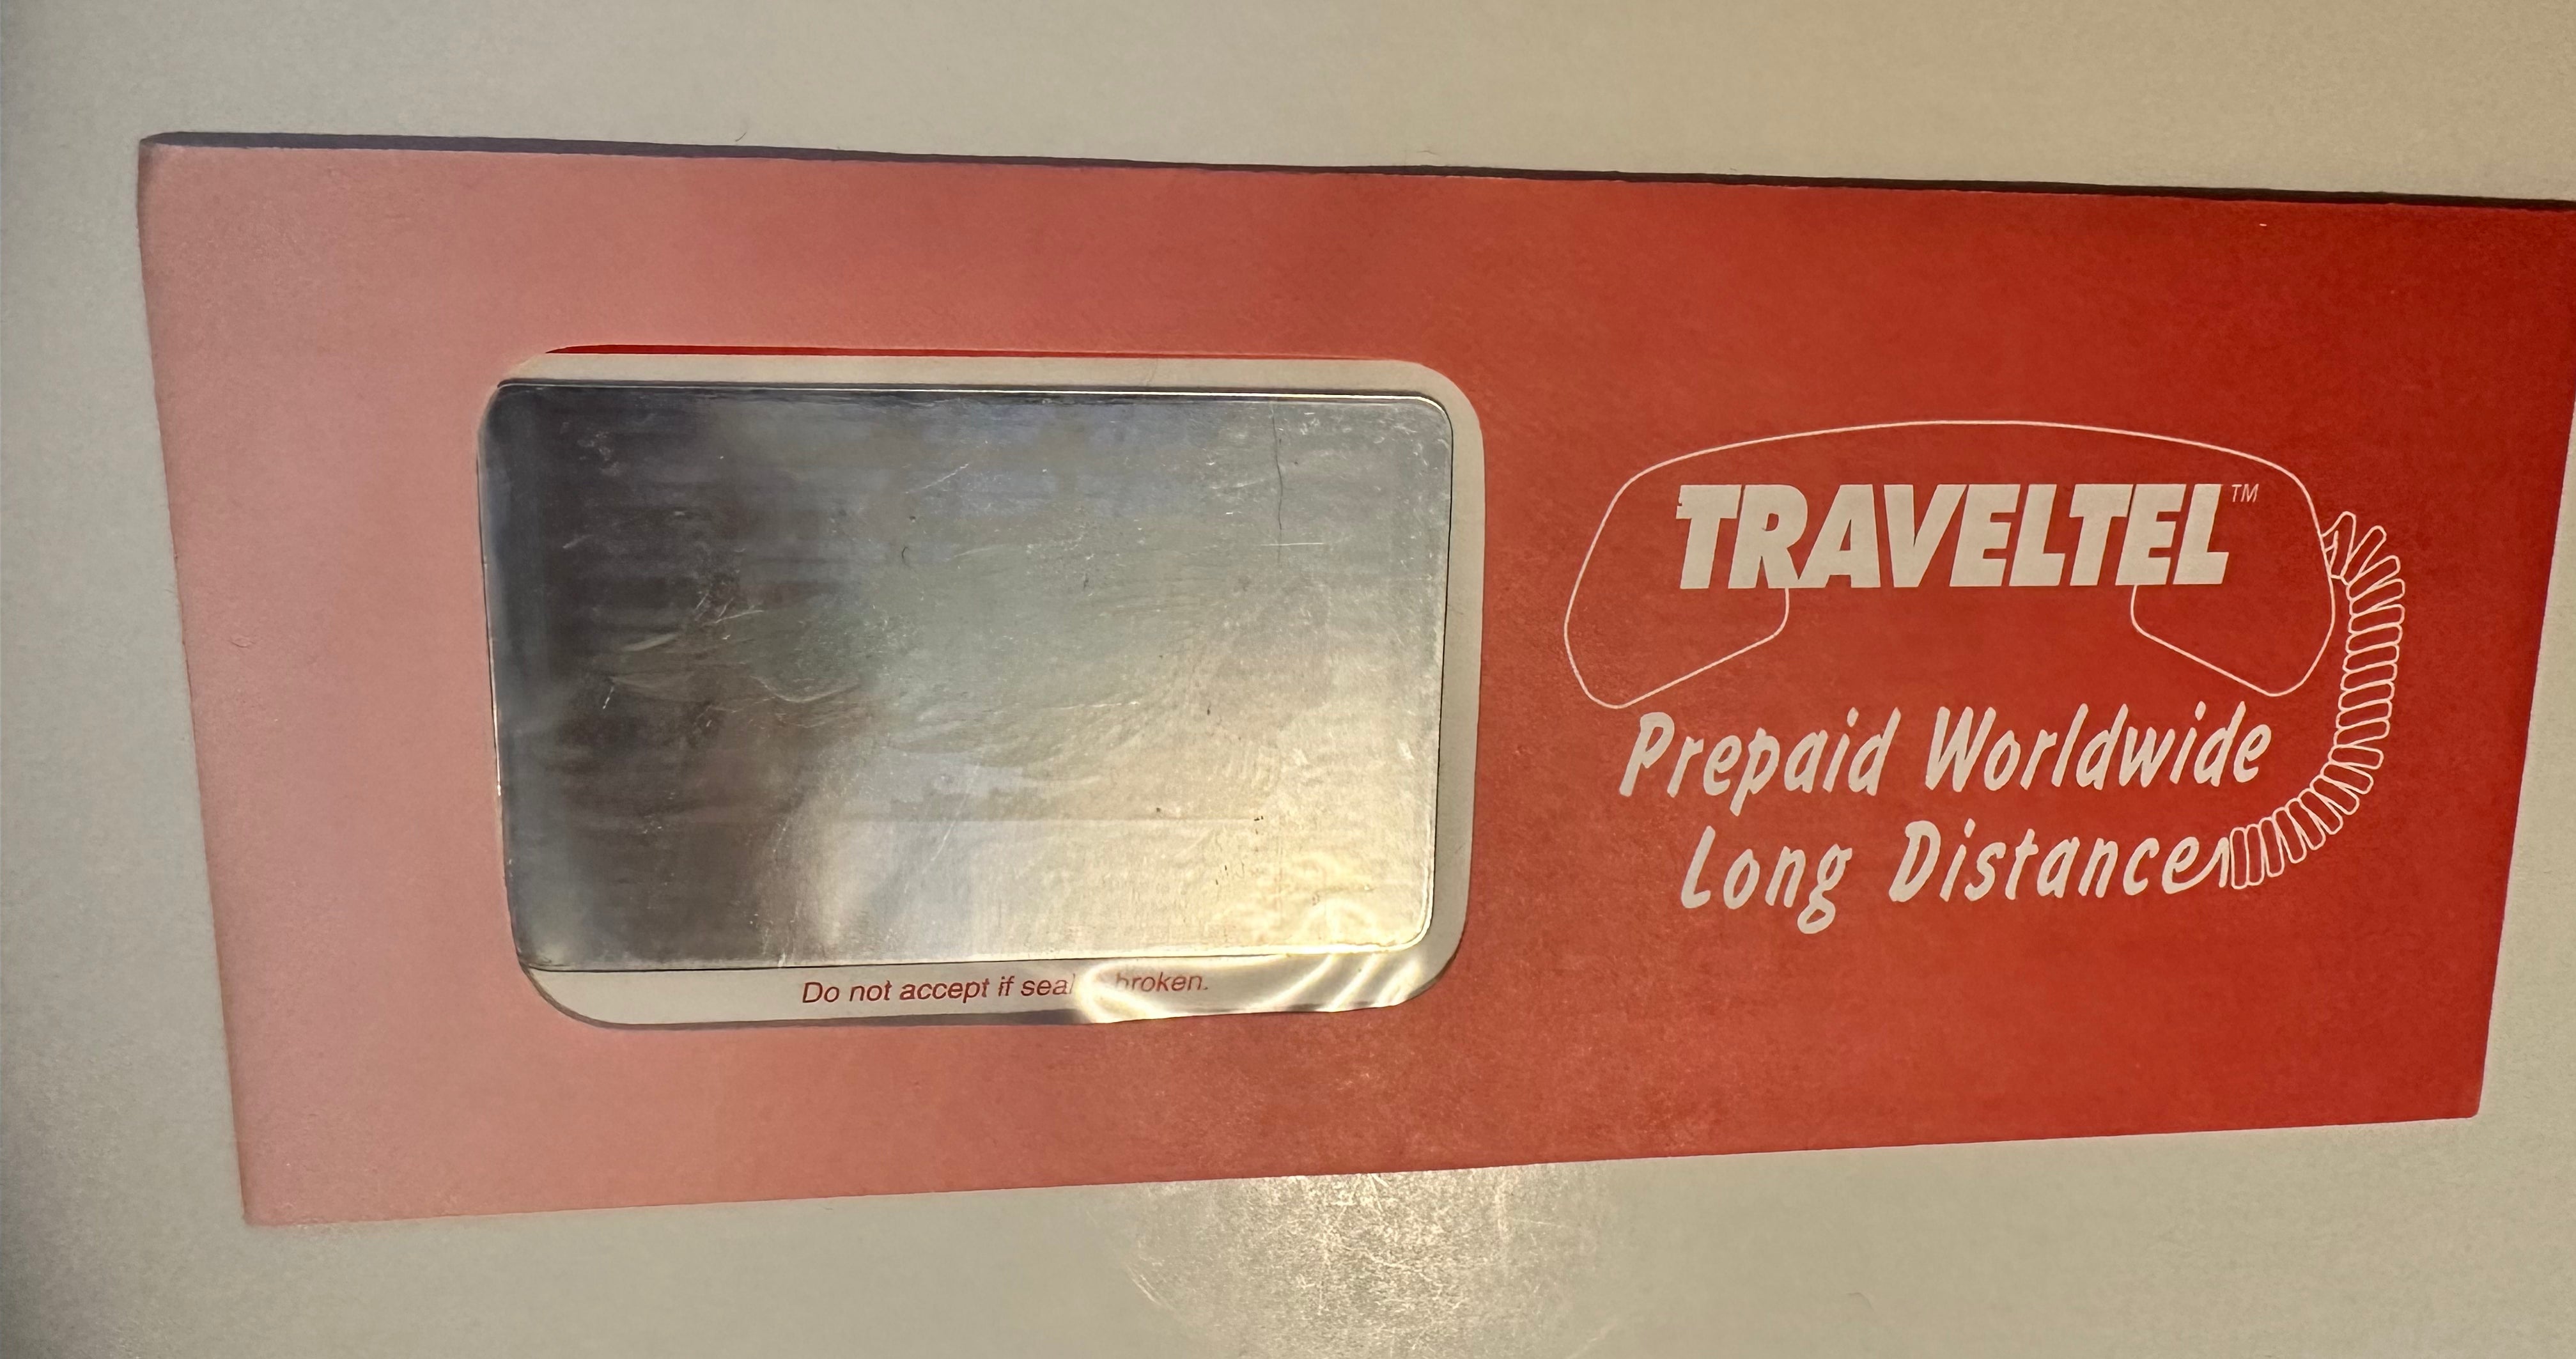 TRAVELTEL™
Prepaid Worldwide
Long Distance
Do not accept if seal broken.